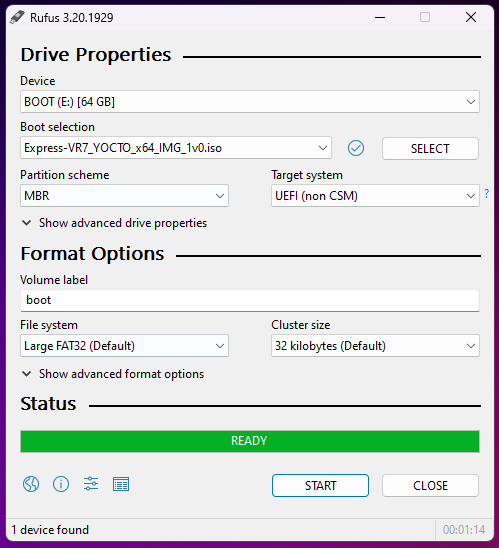 Rufus 3.20.1929
Drive Properties
Device
BOOT (E:) [64 GB]
Boot selection
Express-VR7_YOCTO_x64_IMG_1v0.iso
SELECT
Partition scheme
Target system
MBR
UEFI (non CSM)
?
Show advanced drive properties
Format Options
Volume label
boot
File system
Cluster size
Large FAT32 (Default)
32 kilobytes (Default)
Show advanced format options
Status
READY
START
CLOSE
1 device found
00:01:14